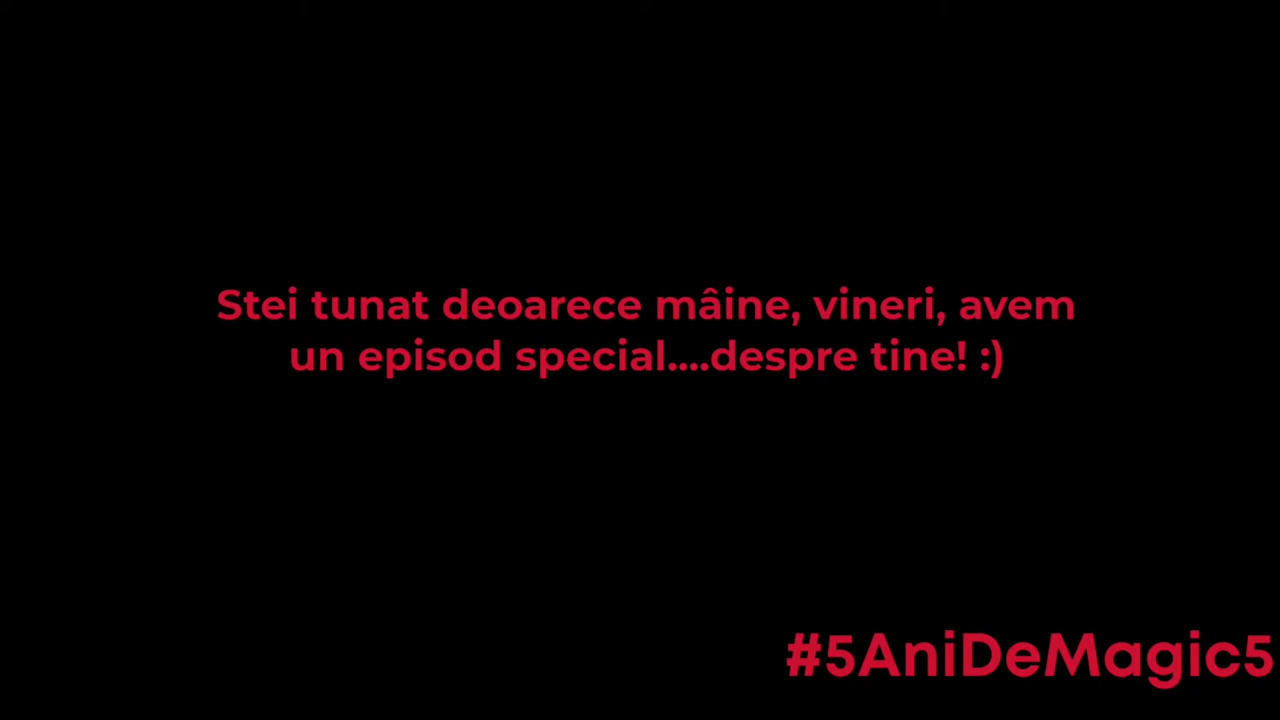 Stei tunat deoarece mâine, vineri, avem
un episod special....despre tine! :)
#5AniDeMagic5